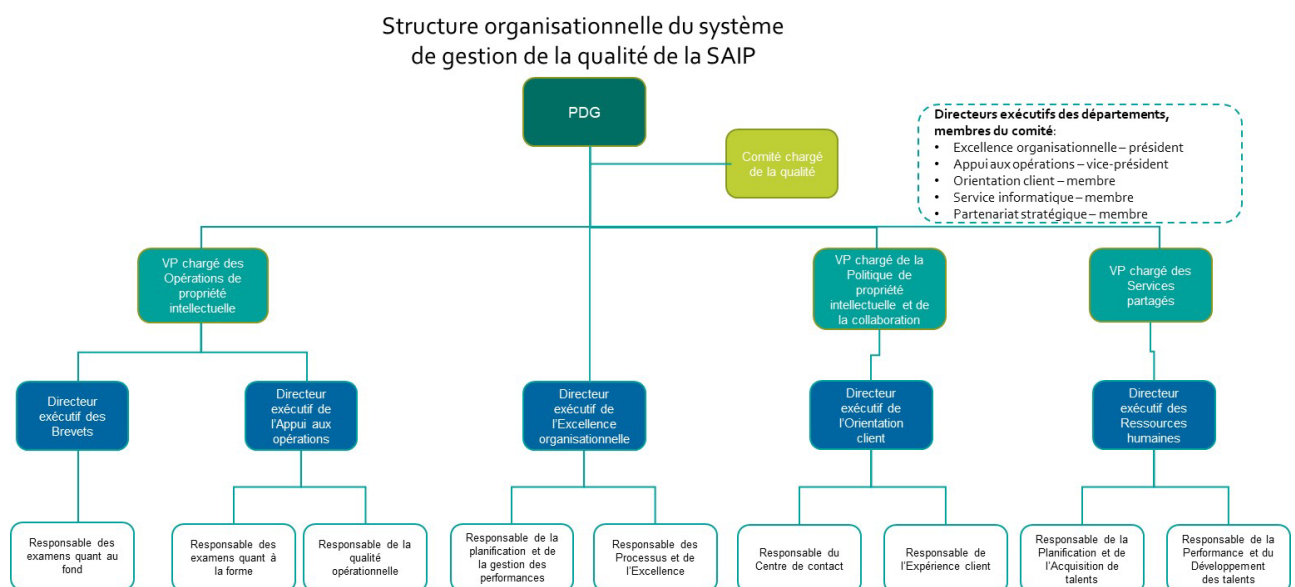 Structure organisationnelle du système
de gestion de la qualité de la SAIP
PDG
Comité chargé
de la qualité
Directeurs exécutifs des départements,
membres du comité:
• Excellence organisationnelle – président
• Appui aux opérations – vice-président
• Orientation client – membre
• Service informatique – membre
• Partenariat stratégique – membre
VP chargé des
Opérations de
propriété
intellectuelle
VP chargé de la
Politique de
propriété
intellectuelle et de
la collaboration
VP chargé des
Services
partagés
Directeur
exécutif des
Brevets
Directeur
exécutif de
l'Appui aux
opérations
Directeur
exécutif de
l'Excellence
organisationnelle
Directeur
exécutif de
l'Orientation
client
Directeur
exécutif des
Ressources
humaines
Responsable des
examens quant au
fond
Responsable des
examens quant à
la forme
Responsable de la
qualité
opérationnelle
Responsable de la
planification et de
la gestion des
performances
Responsable des
Processus et de
l'Excellence
Responsable du
Centre de contact
Responsable de
l'Expérience client
Responsable de la
Planification et de
l'Acquisition de
talents
Responsable de la
Performance et du
Développement
des talents